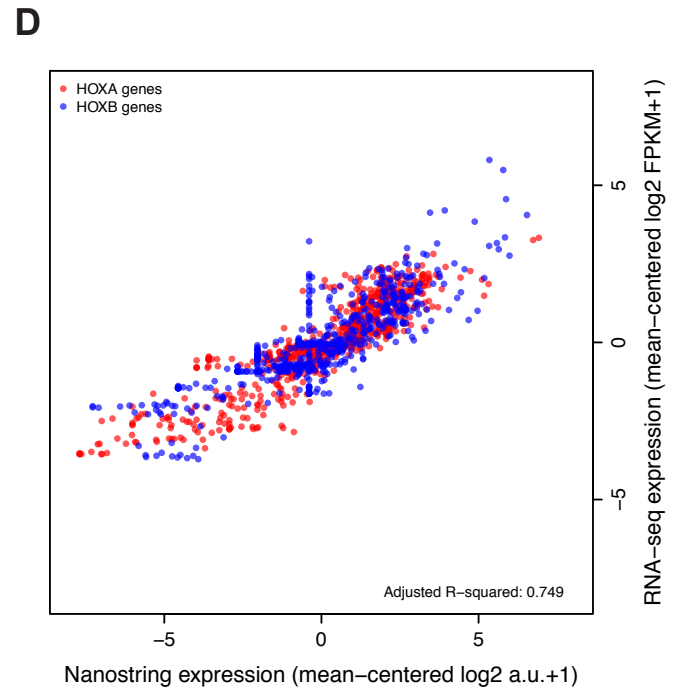 D
HOXA genes
HOXB genes
5
0
−5
RNA−seq expression (mean−centered log2 FPKM+1)
Adjusted R−squared: 0.749
−5
0
5
Nanostring expression (mean−centered log2 a.u.+1)